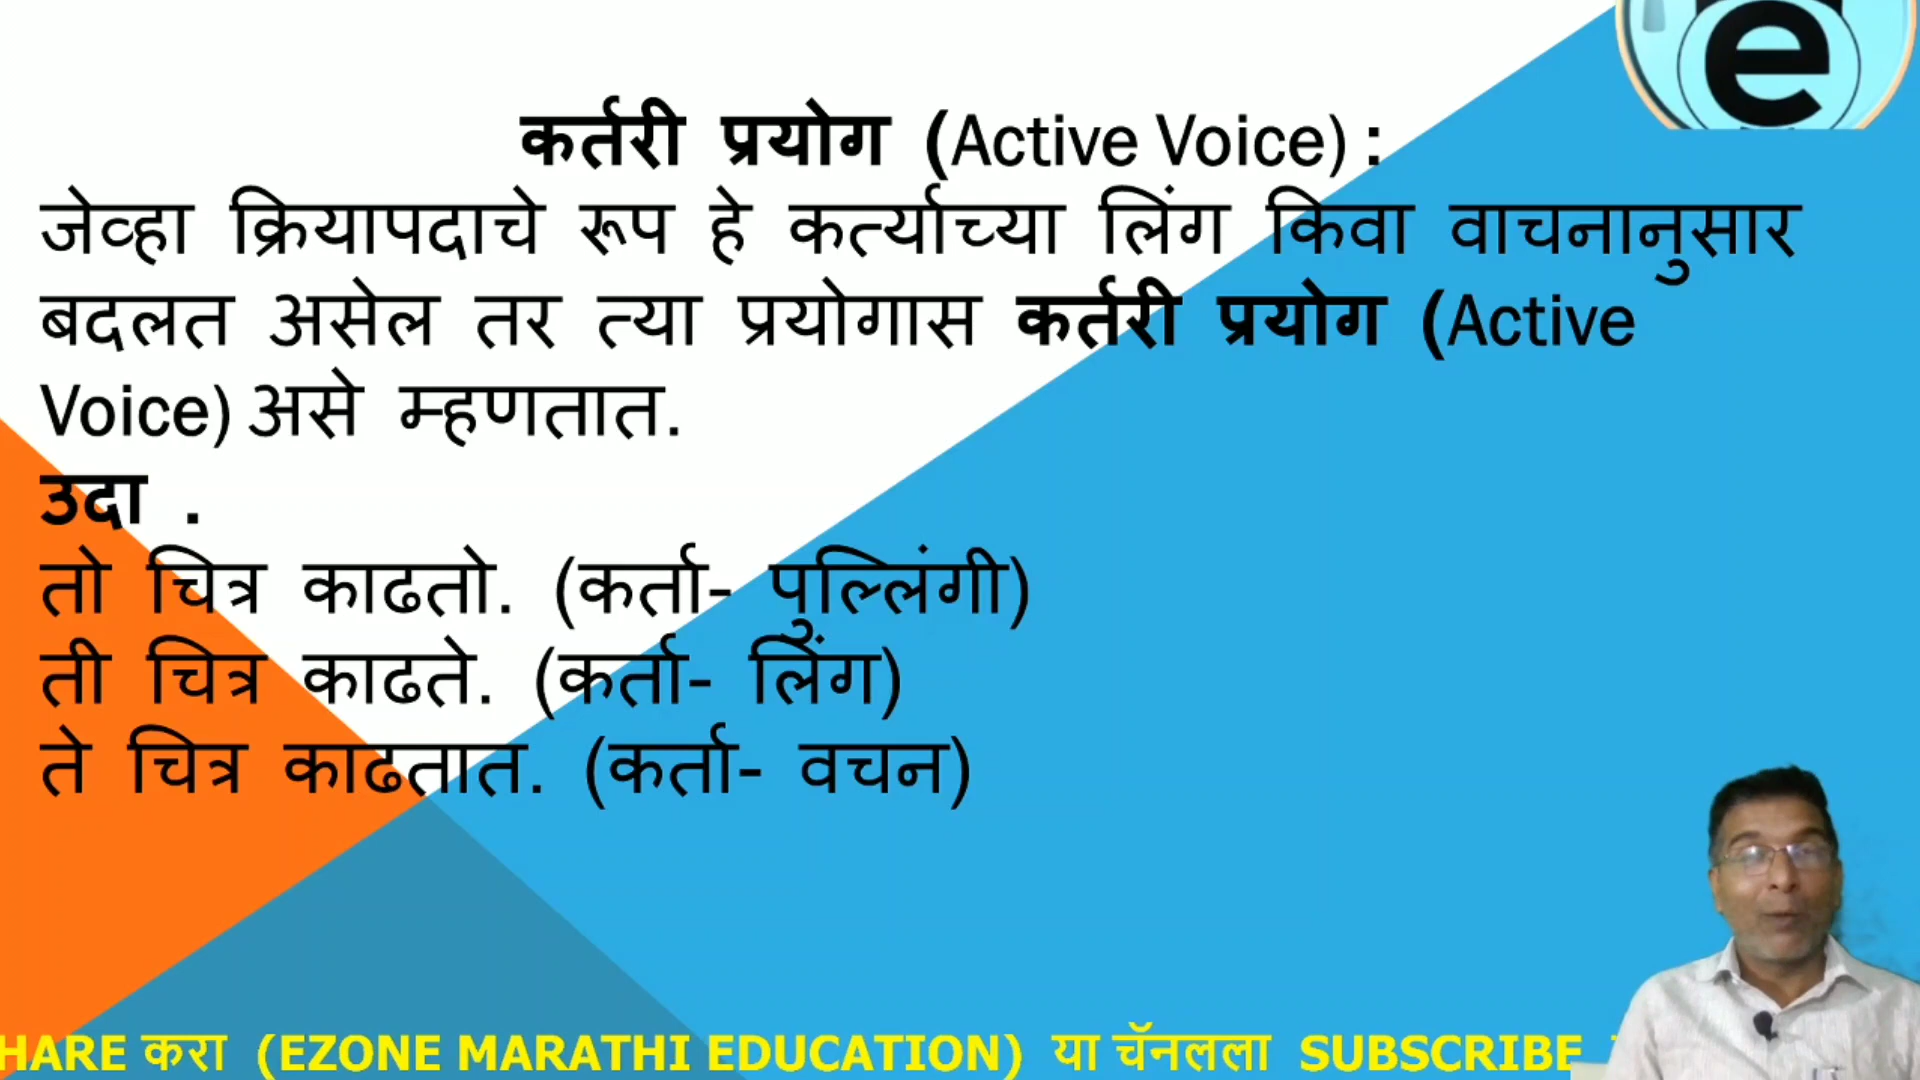 e
कर्तरी प्रयोग (Active Voice) :
जेव्हा क्रियापदाचे रूप हे कर्त्याच्या लिंग किवा वाचनानुसार
बदलत असेल तर त्या प्रयोगास कर्तरी प्रयोग (Active
Voice) असे म्हणतात.
उदा .
तो चित्र काढतो. (कर्ता- पुल्लिंगी)
ती चित्र काढते. (कर्ता- लिंग)
ते चित्र काढतात. (कर्ता- वचन)
HARE करा (EZONE MARATHI EDUCATION) या चॅनलला SUBSCRIBE